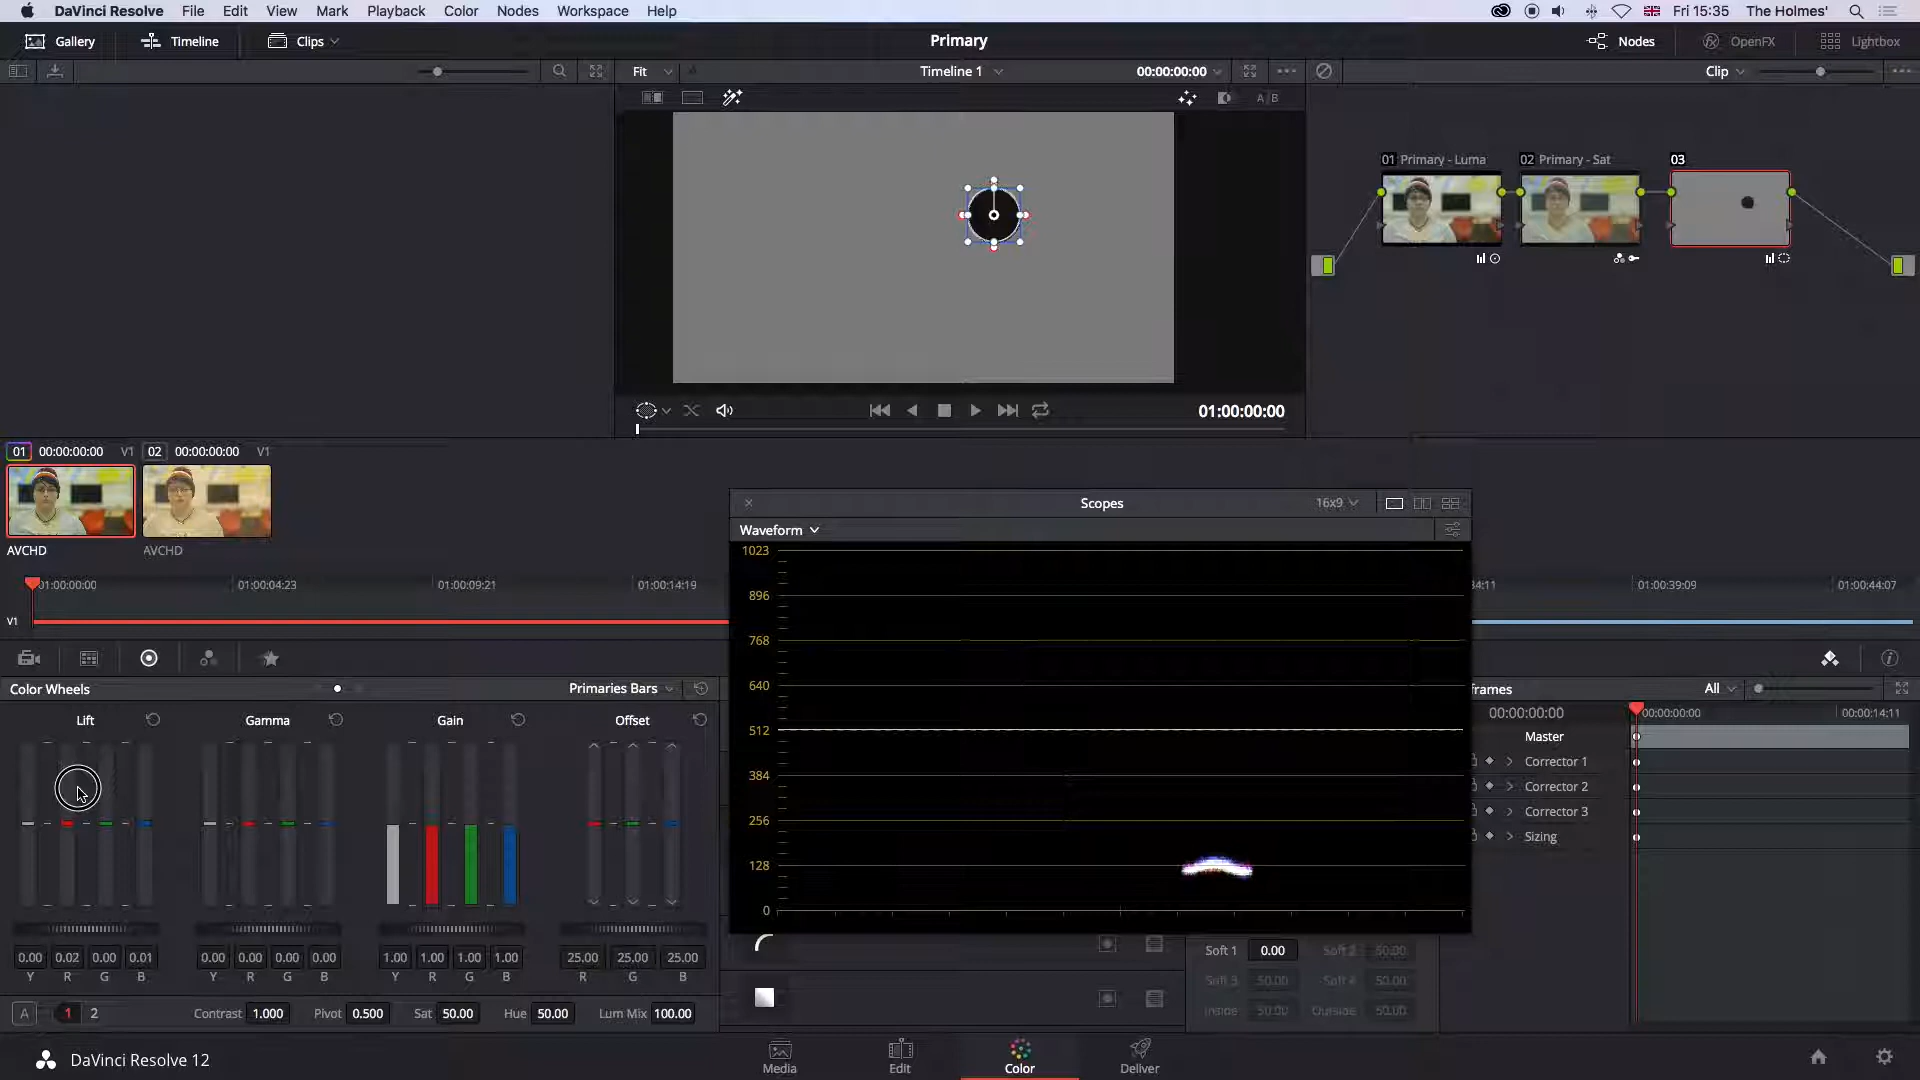 DaVinci Resolve File Edit View Mark Playback Color Nodes Workspace Help Fri 15:35 The Holmes'
Gallery Timeline Clips Primary Nodes OpenFX Lightbox
Fit Timeline 1 00:00:00:00 Clip
A B
01 Primary - Luma 02 Primary - Sat 03
01:00:00:00
01 00:00:00:00 V1 02 00:00:00:00 V1
Scopes 16x9
Waveform
AVCHD AVCHD
1023
896
768
640
512
384
256
128
0
01:00:00:00 01:00:04:23 01:00:09:21 01:00:14:19 34:11 01:00:39:09 01:00:44:07
V1
Color Wheels Primaries Bars frames All
Lift Gamma Gain Offset 00:00:00:00 00:00:00:00 00:00:14:11
Master
Corrector 1
Corrector 2
Corrector 3
Sizing
0.00 0.02 0.00 0.01 0.00 0.00 0.00 0.00 1.00 1.00 1.00 1.00 25.00 25.00 25.00
Y R G B Y R G B Y R G B R G B
Soft 1 0.00 Soft 2 50.00
Soft 3 50.00 Soft 4 50.00
Inside 50.00 Outside 50.00
A 1 2 Contrast 1.000 Pivot 0.500 Sat 50.00 Hue 50.00 Lum Mix 100.00
DaVinci Resolve 12 Media Edit Color Deliver